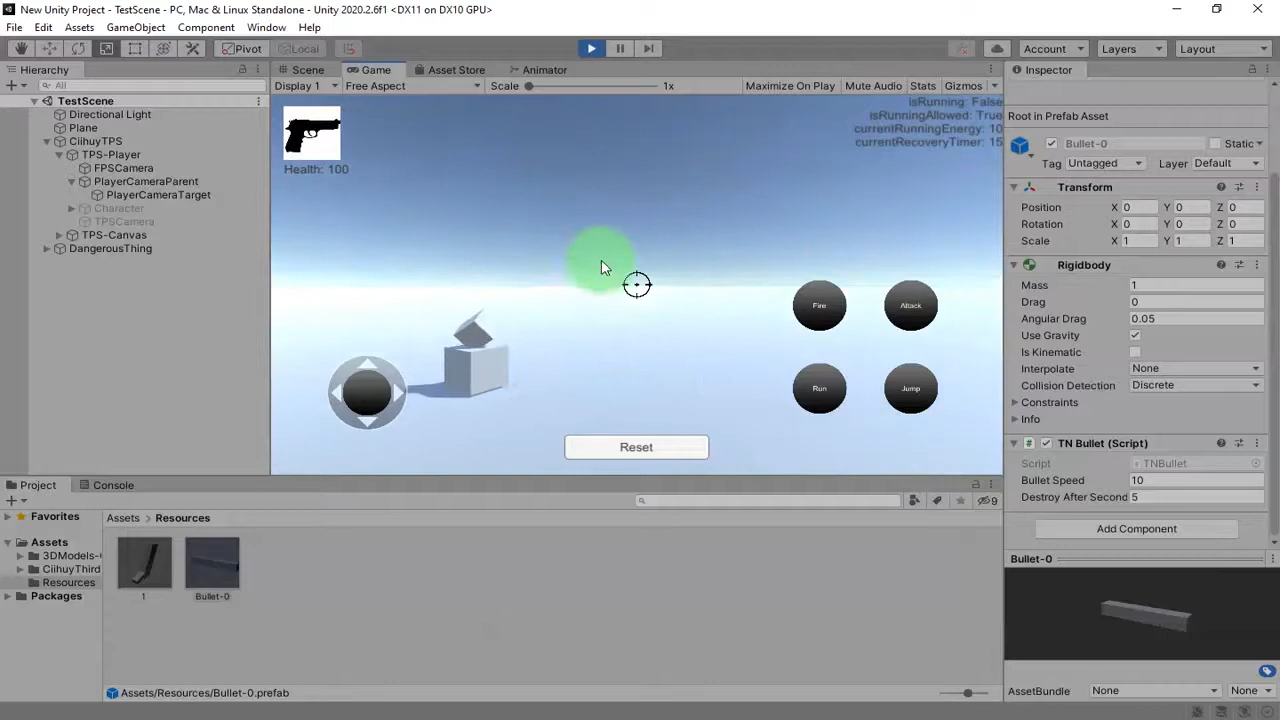 New Unity Project - TestScene - PC, Mac & Linux Standalone - Unity 2020.2.6f1 <DX11 on DX10 GPU>
File Edit Assets GameObject Component Window Help
Pivot Local Account Layers Layout
Hierarchy
All
TestScene
Directional Light
Plane
CiihuyTPS
TPS-Player
FPSCamera
PlayerCameraParent
PlayerCameraTarget
Character
TPSCamera
TPS-Canvas
DangerousThing
Scene Game Asset Store Animator
Display 1 Free Aspect Scale 1x Maximize On Play Mute Audio Stats Gizmos
isRunning: False
isRunningAllowed: True
currentRunningEnergy: 10
currentRecoveryTimer: 15
Health: 100
Fire Attack
Run Jump
Reset
Inspector
Root in Prefab Asset
Bullet-0 Static
Tag Untagged Layer Default
Transform
Position X 0 Y 0 Z 0
Rotation X 0 Y 0 Z 0
Scale X 1 Y 1 Z 1
Rigidbody
Mass 1
Drag 0
Angular Drag 0.05
Use Gravity
Is Kinematic
Interpolate None
Collision Detection Discrete
Constraints
Info
# TN Bullet (Script)
Script TNBullet
Bullet Speed 10
Destroy After Second 5
Add Component
Bullet-0
AssetBundle None None
Project Console
9
Favorites
Assets
3DModels-
CiihuyThird
Resources
Packages
Assets > Resources
1
Bullet-0
Assets/Resources/Bullet-0.prefab